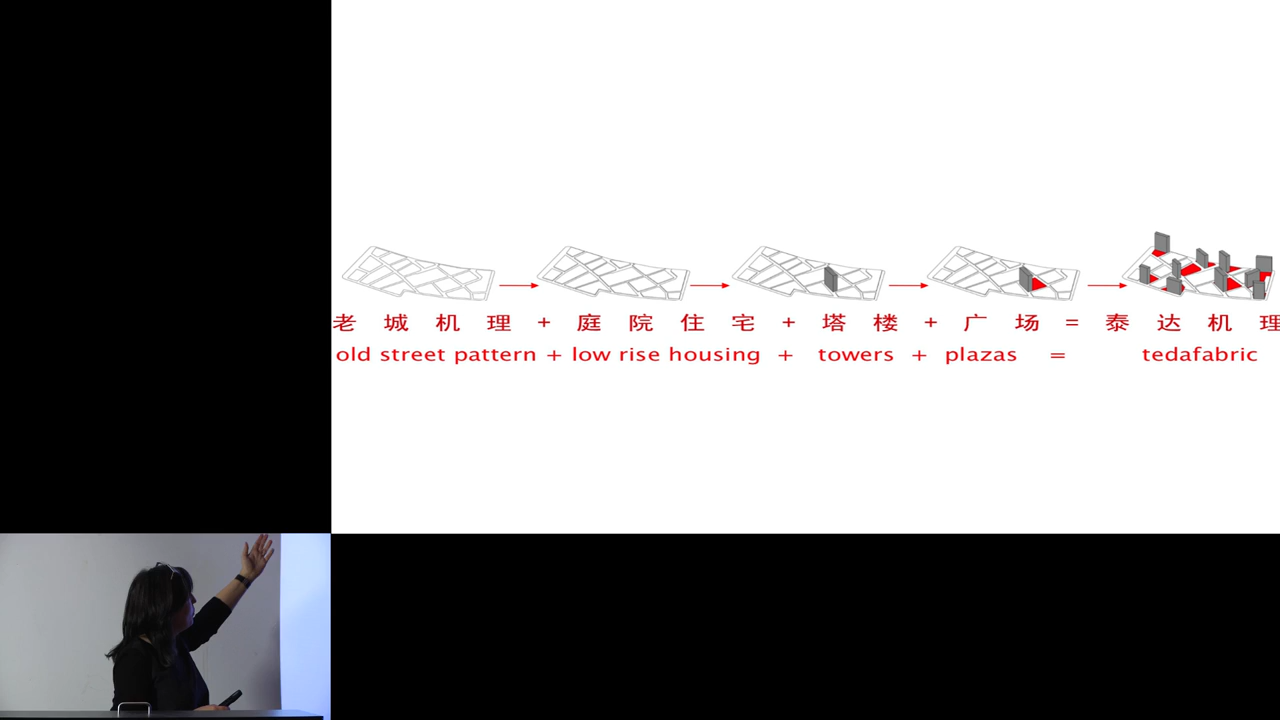 老城机理+庭院住宅+塔楼+广场=泰达机理
old street pattern + low rise housing + towers + plazas = tedafabric